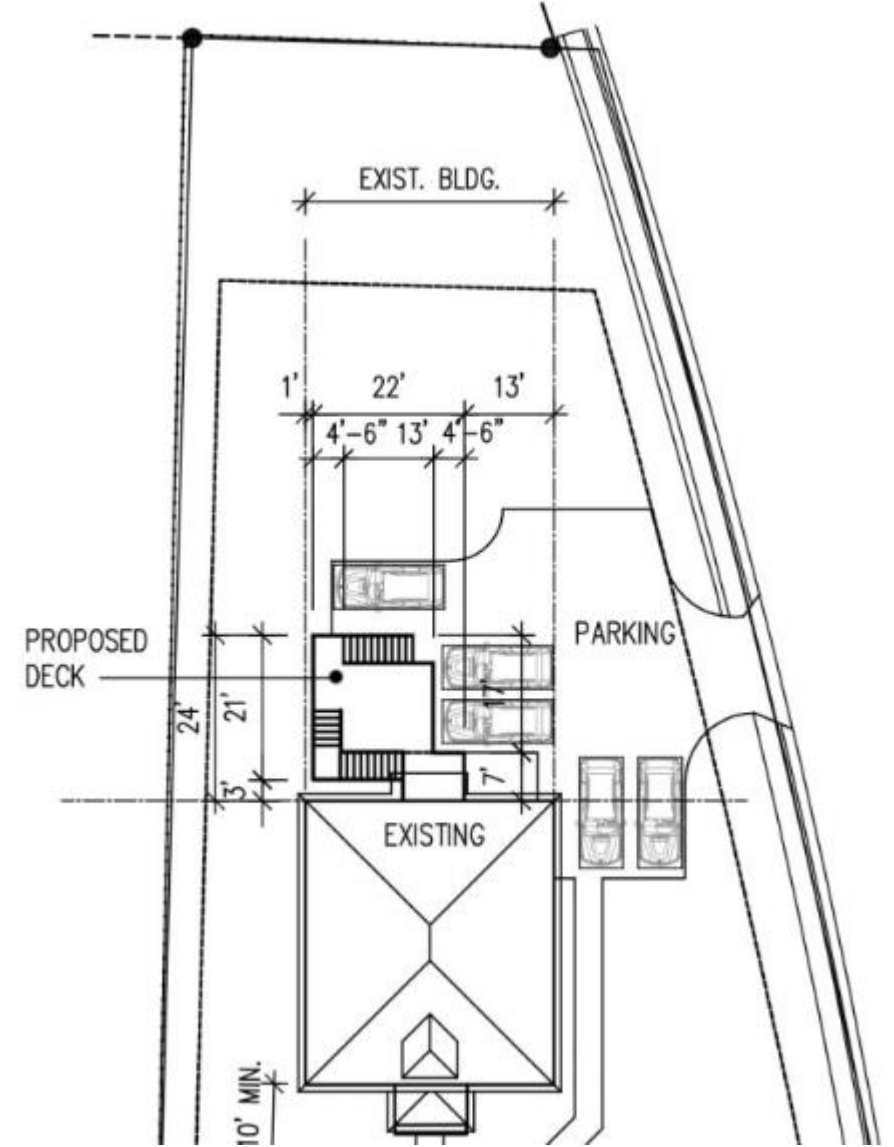 EXIST. BLDG.
1' 22' 13'
4'-6" 13' 4'-6"
PARKING
PROPOSED
DECK
24' 21' 17'
3' 7'
EXISTING
10' MIN.